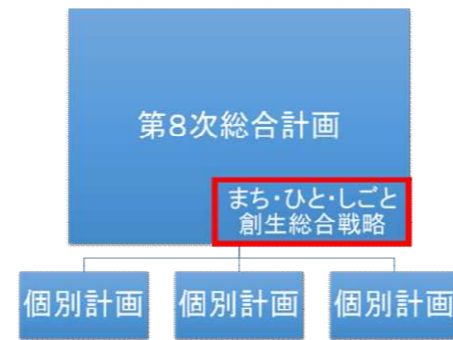 第8次総合計画
まち・ひと・しごと
創生総合戦略
個別計画
個別計画
個別計画